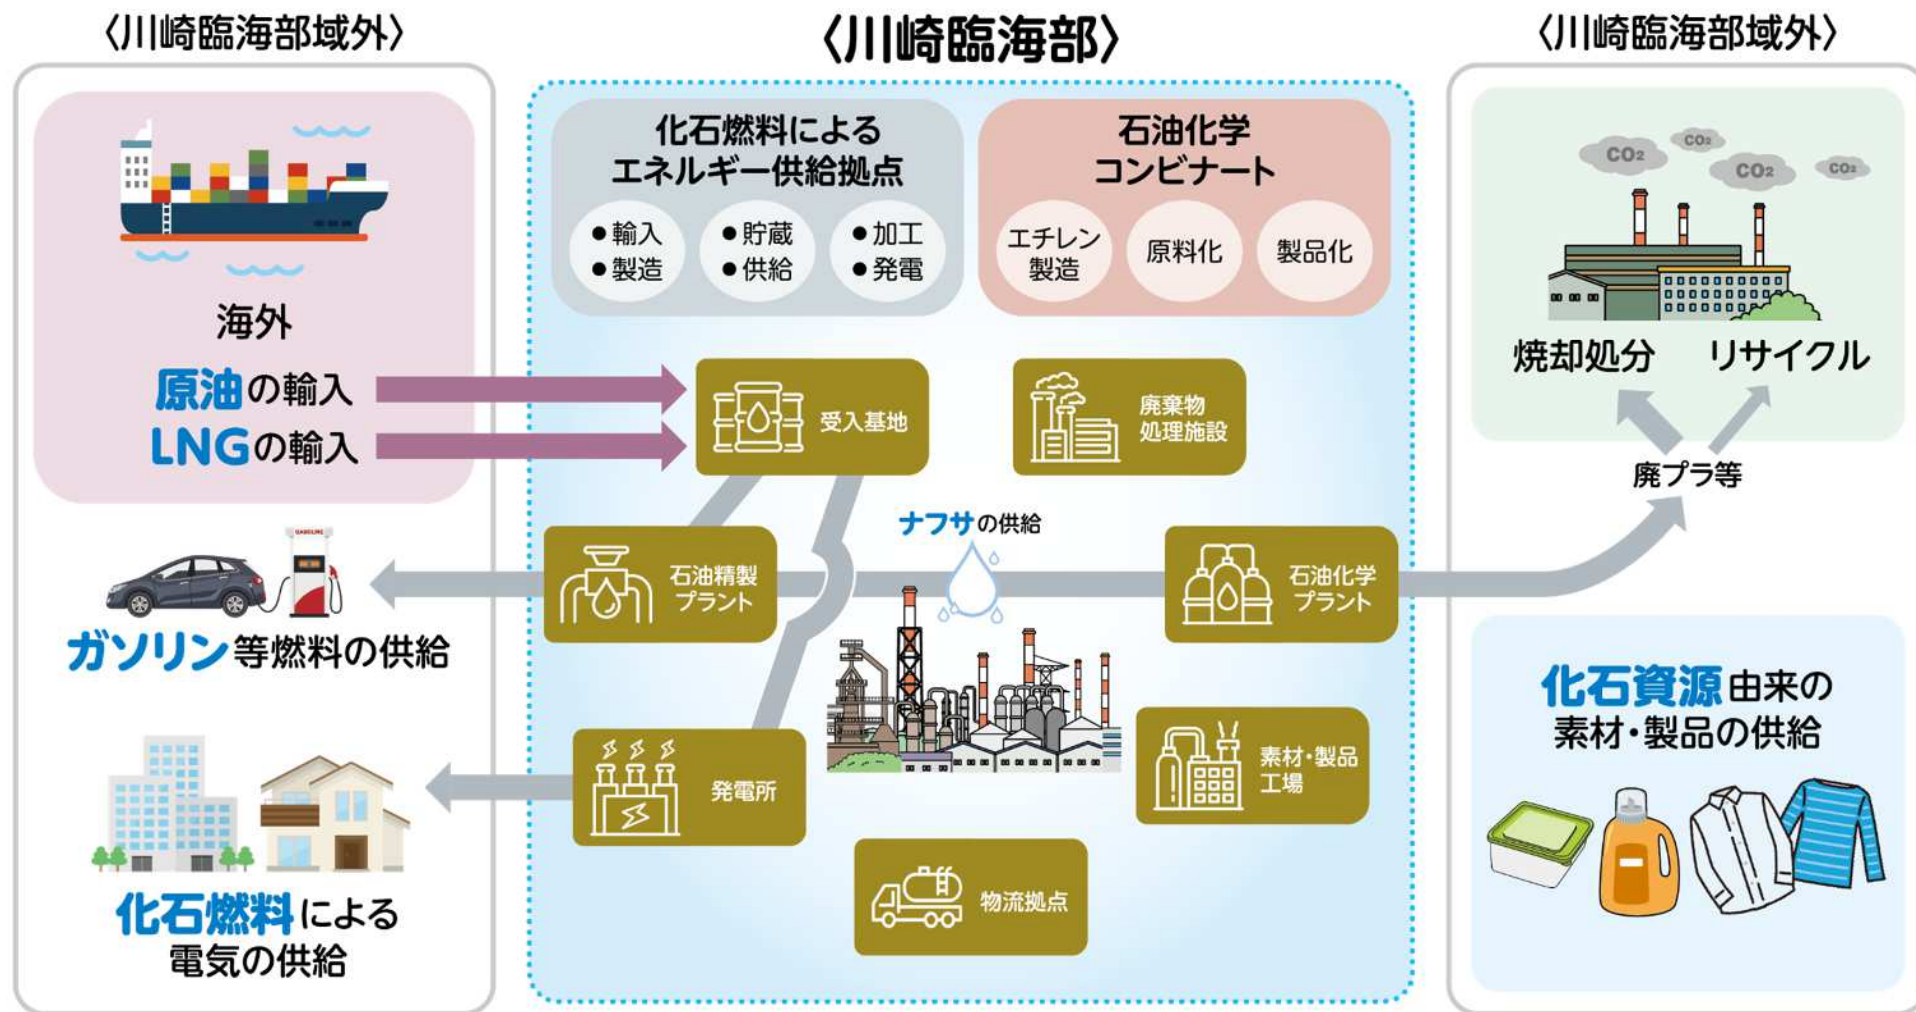 〈川崎臨海部域外〉
海外
原油の輸入
LNGの輸入
GASOLINE
ガソリン等燃料の供給
化石燃料による
電気の供給
〈川崎臨海部〉
化石燃料による
エネルギー供給拠点
●輸入
●製造
●貯蔵
●供給
●加工
●発電
石油化学
コンビナート
エチレン
製造
原料化
製品化
受入基地
廃棄物
処理施設
ナフサの供給
石油精製
プラント
石油化学
プラント
発電所
素材・製品
工場
物流拠点
〈川崎臨海部域外〉
CO₂
CO₂
CO₂
CO₂
焼却処分
リサイクル
廃プラ等
化石資源由来の
素材・製品の供給